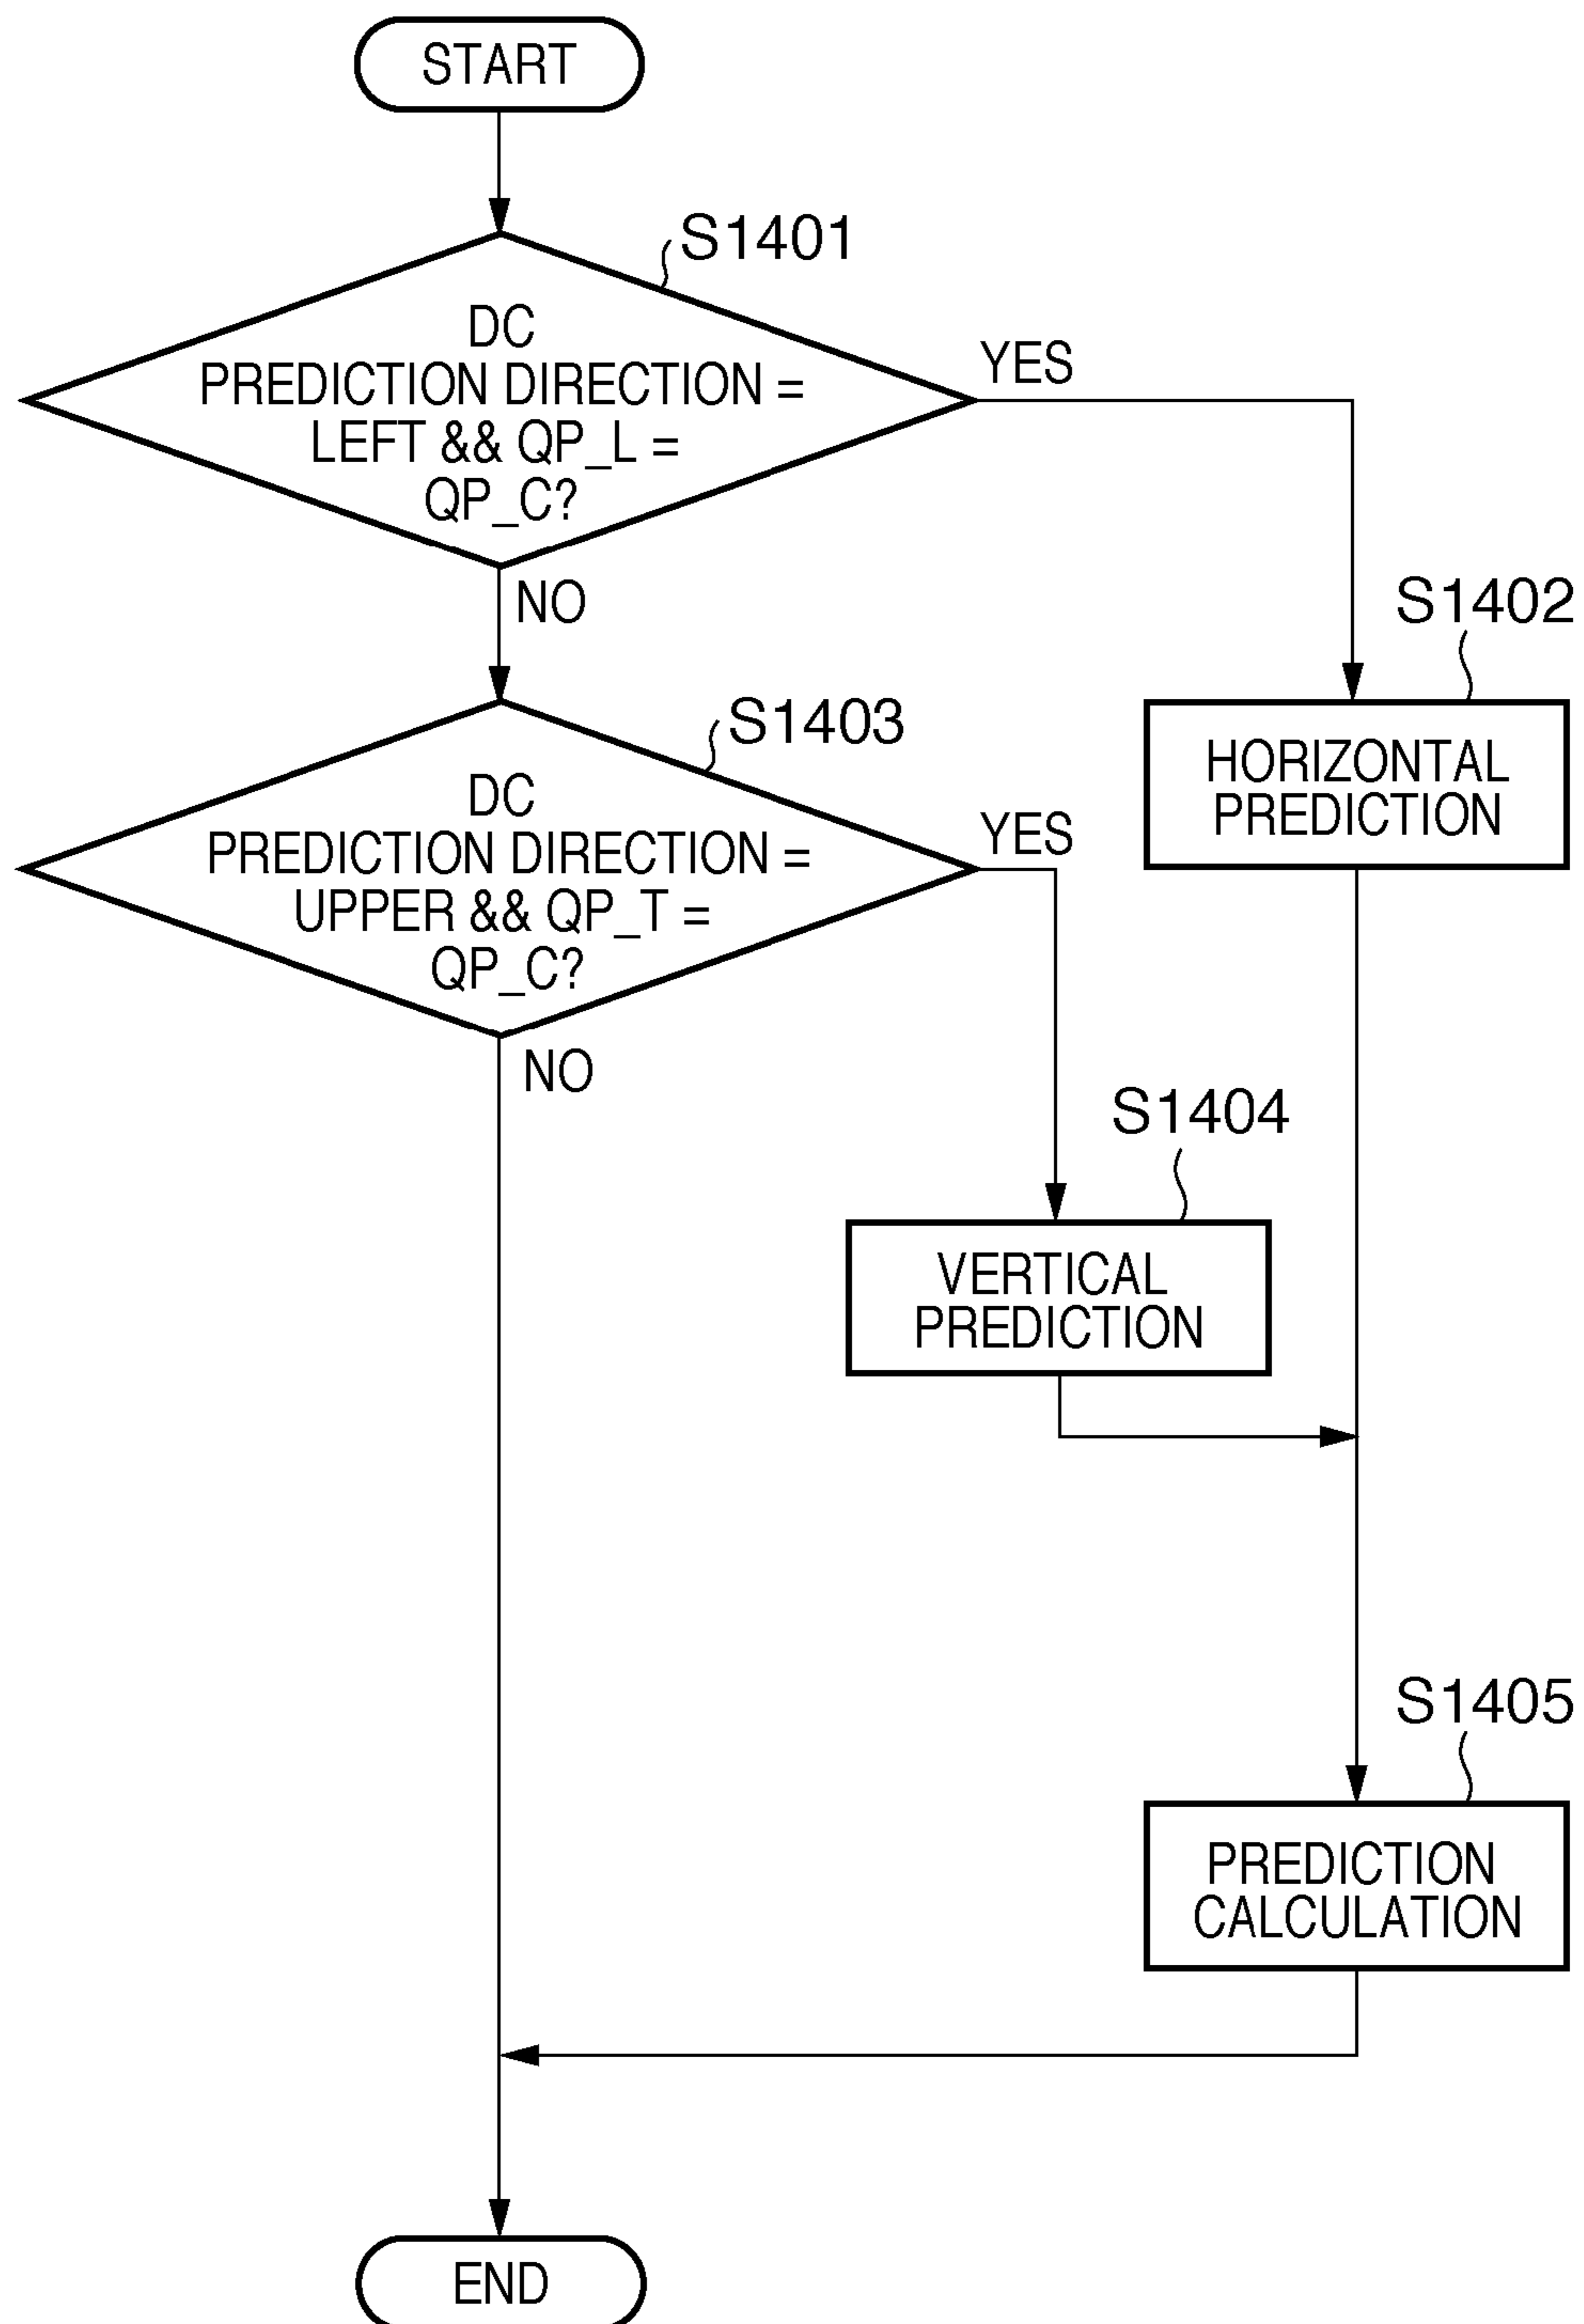 START
S1401
DC
PREDICTION DIRECTION =
LEFT && QP_L =
QP_C?
YES
NO
S1402
HORIZONTAL
PREDICTION
S1403
DC
PREDICTION DIRECTION =
UPPER && QP_T =
QP_C?
YES
NO
S1404
VERTICAL
PREDICTION
S1405
PREDICTION
CALCULATION
END